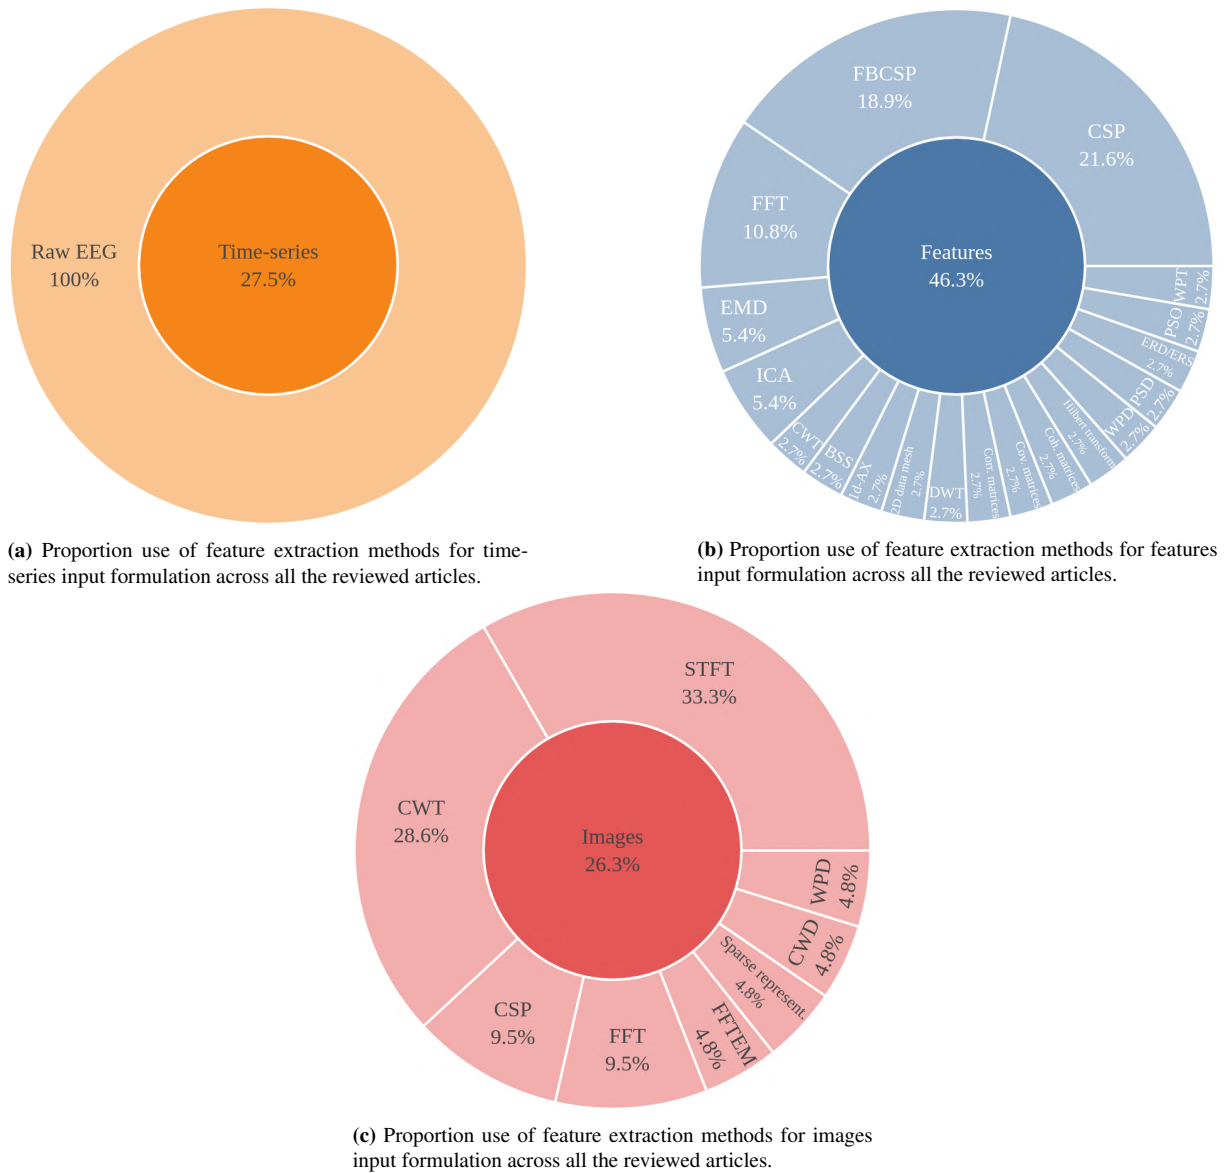 Raw EEG
100%
Time-series
27.5%
(a) Proportion use of feature extraction methods for time-
series input formulation across all the reviewed articles.
FBCSP
18.9%
CSP
21.6%
FFT
10.8%
Features
46.3%
EMD
5.4%
ICA
5.4%
CWT
2.7%
BSS
2.7%
1d-AX
2.7%
2D data mesh
2.7%
DWT
2.7%
Corr. matrices
2.7%
Cov. matrices
2.7%
Coh. matrices
2.7%
Hilbert transform
2.7%
WPD
2.7%
PSD
2.7%
ERD/ERS
2.7%
PSO
2.7%
WPT
2.7%
(b) Proportion use of feature extraction methods for features
input formulation across all the reviewed articles.
STFT
33.3%
CWT
28.6%
Images
26.3%
CSP
9.5%
FFT
9.5%
FFTEM
4.8%
Sparse represent.
4.8%
CWD
4.8%
WPD
4.8%
(c) Proportion use of feature extraction methods for images
input formulation across all the reviewed articles.